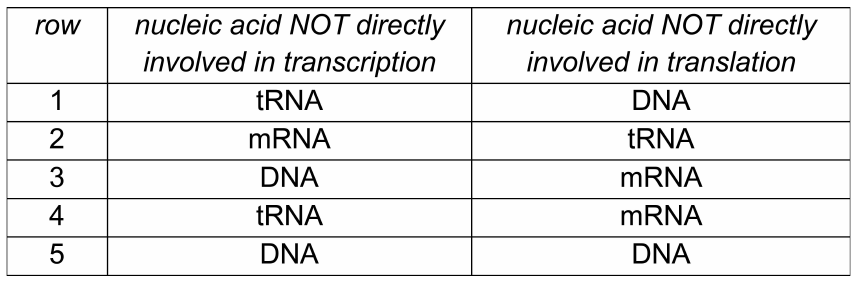 row nucleic acid NOT directly involved in transcription nucleic acid NOT directly involved in translation
1 tRNA DNA
2 mRNA tRNA
3 DNA mRNA
4 tRNA mRNA
5 DNA DNA